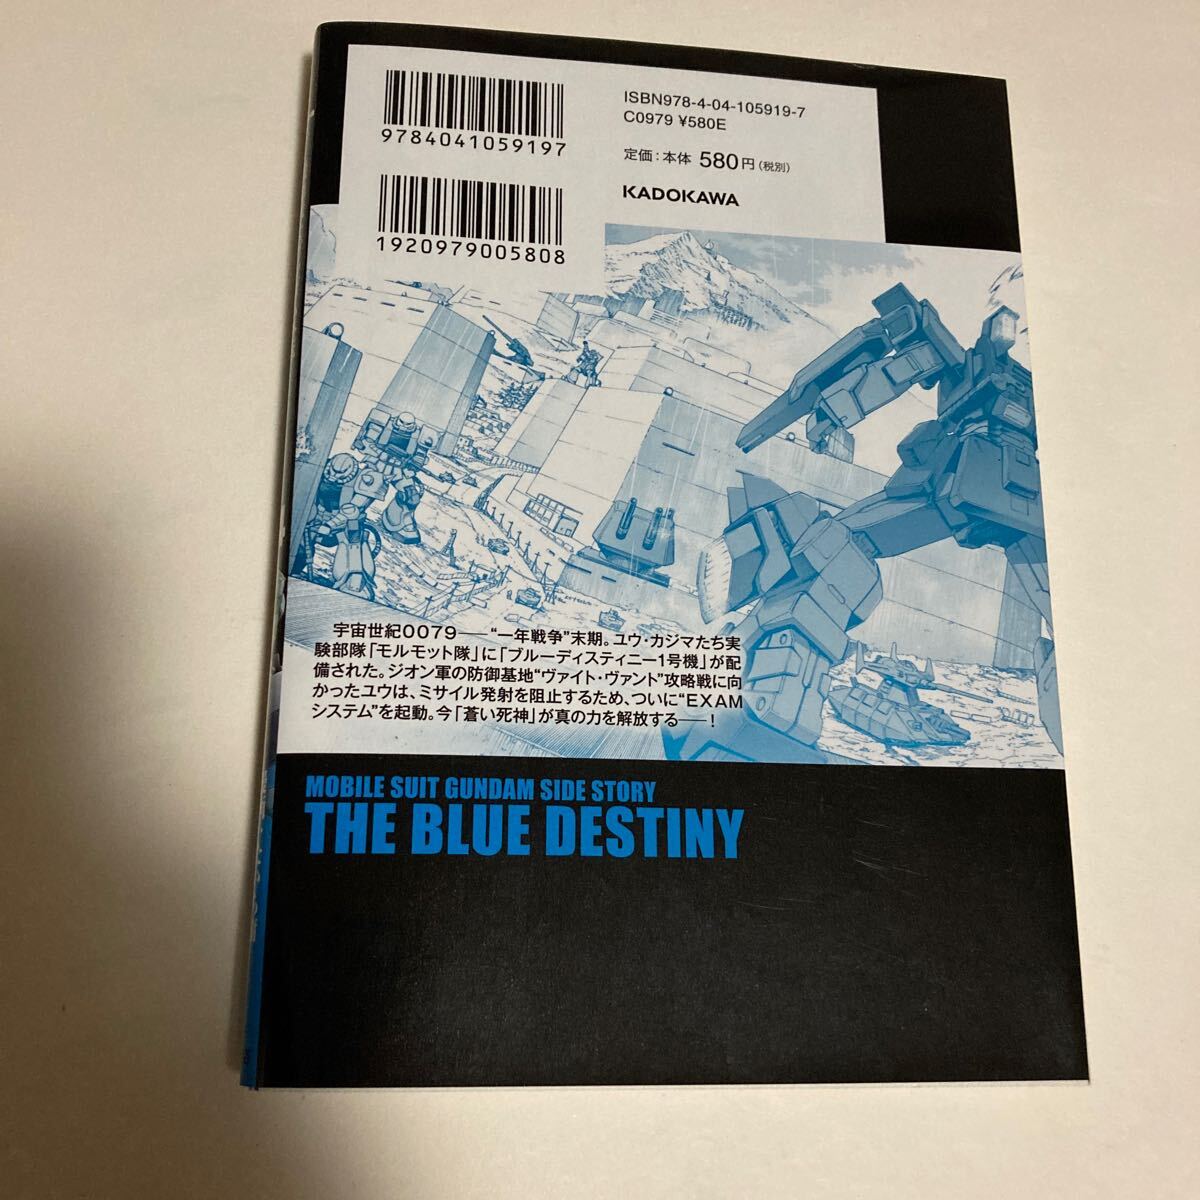 9784041059197
1920979005808
ISBN978-4-04-105919-7
C0979 ¥580E
定価：本体 580円（税別）
KADOKAWA
宇宙世紀0079──“一年戦争”末期。ユウ・カジマたち実
験部隊「モルモット隊」に「ブルーディスティニー1号機」が配
備された。ジオン軍の防御基地“ヴァイト・ヴァント”攻略戦に向
かったユウは、ミサイル発射を阻止するため、ついに“EXAM
システム”を起動。今「蒼い死神」が真の力を解放する──！
MOBILE SUIT GUNDAM SIDE STORY
THE BLUE DESTINY